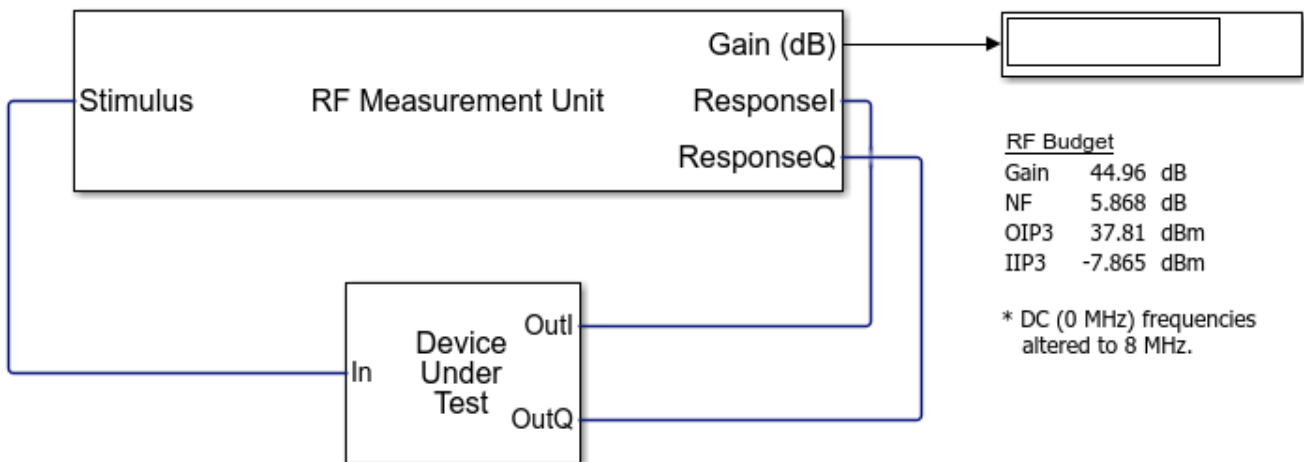 Gain (dB)
Stimulus
RF Measurement Unit
ResponseI
ResponseQ
RF Budget
Gain 44.96 dB
NF 5.868 dB
OIP3 37.81 dBm
IIP3 -7.865 dBm
* DC (0 MHz) frequencies
altered to 8 MHz.
In
Device
Under
Test
OutI
OutQ